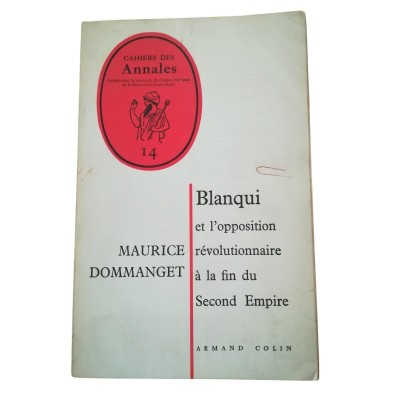 CAHIERS DES
Annales
14
Blanqui
et l'opposition
révolutionnaire
à la fin du
Second Empire
MAURICE
DOMMANGET
ARMAND COLIN